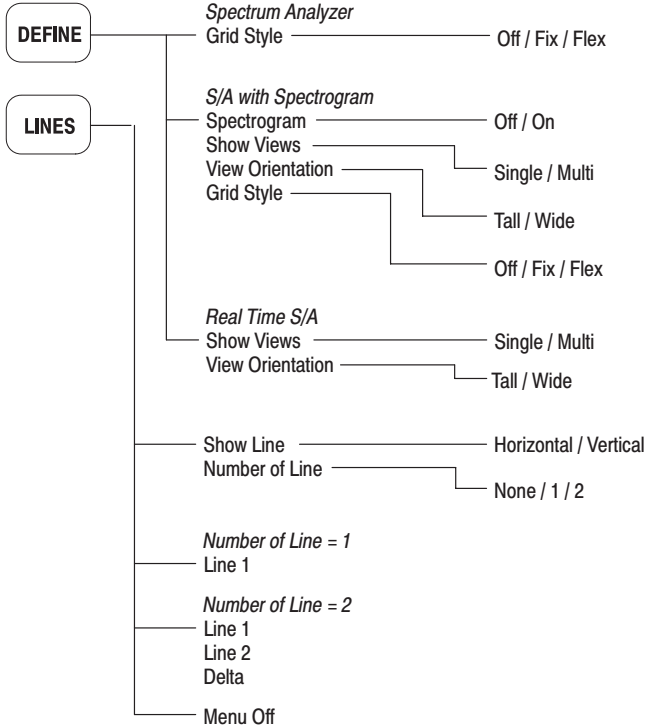 DEFINE
Spectrum Analyzer
Grid Style
Off / Fix / Flex
S/A with Spectrogram
Spectrogram
Off / On
Show Views
Single / Multi
View Orientation
Tall / Wide
Grid Style
Off / Fix / Flex
Real Time S/A
Show Views
Single / Multi
View Orientation
Tall / Wide
LINES
Show Line
Horizontal / Vertical
Number of Line
None / 1 / 2
Number of Line = 1
Line 1
Number of Line = 2
Line 1
Line 2
Delta
Menu Off